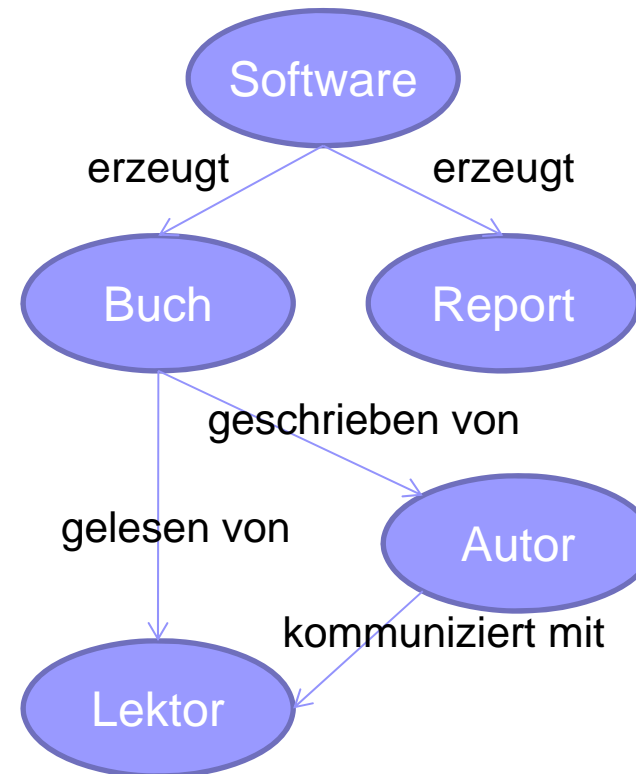 Software
erzeugt
erzeugt
Buch
Report
geschrieben von
gelesen von
Autor
kommuniziert mit
Lektor